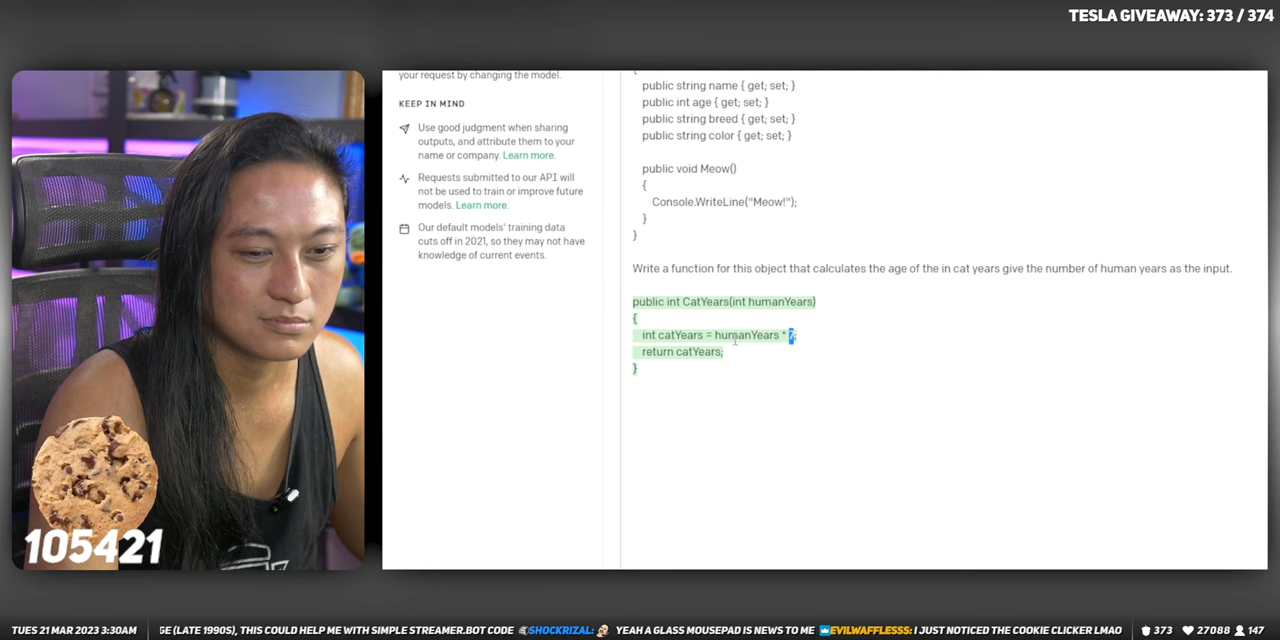 TESLA GIVEAWAY: 373 / 374
your request by changing the model.
KEEP IN MIND
Use good judgment when sharing
outputs, and attribute them to your
name or company. Learn more.
Requests submitted to our API will
not be used to train or improve future
models. Learn more.
Our default models' training data
cuts off in 2021, so they may not have
knowledge of current events.
{
public string name { get; set; }
public int age { get; set; }
public string breed { get; set; }
public string color { get; set; }
public void Meow()
{
Console.WriteLine("Meow!");
}
}
Write a function for this object that calculates the age of the in cat years give the number of human years as the input.
public int CatYears(int humanYears)
{
int catYears = humanYears * 7;
return catYears;
}
105421
TUES 21 MAR 2023 3:30AM
GE (LATE 1990S), THIS COULD HELP ME WITH SIMPLE STREAMER.BOT CODE SHOCKRIZAL: YEAH A GLASS MOUSEPAD IS NEWS TO ME EVILWAFFLESSS: I JUST NOTICED THE COOKIE CLICKER LMAO
373 27088 147